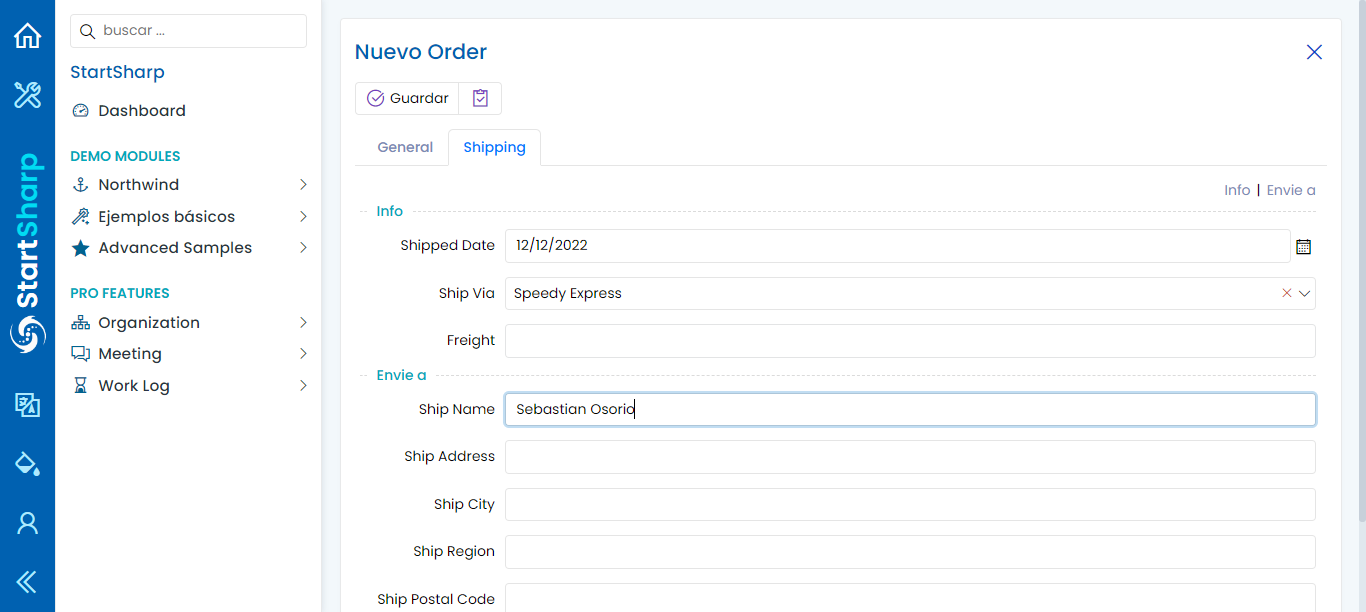 buscar ...
StartSharp
Dashboard
DEMO MODULES
Northwind
Ejemplos básicos
Advanced Samples
PRO FEATURES
Organization
Meeting
Work Log
StartSharp
Nuevo Order
Guardar
General
Shipping
Info | Envie a
Info
Shipped Date 12/12/2022
Ship Via Speedy Express
Freight
Envie a
Ship Name Sebastian Osorio
Ship Address
Ship City
Ship Region
Ship Postal Code